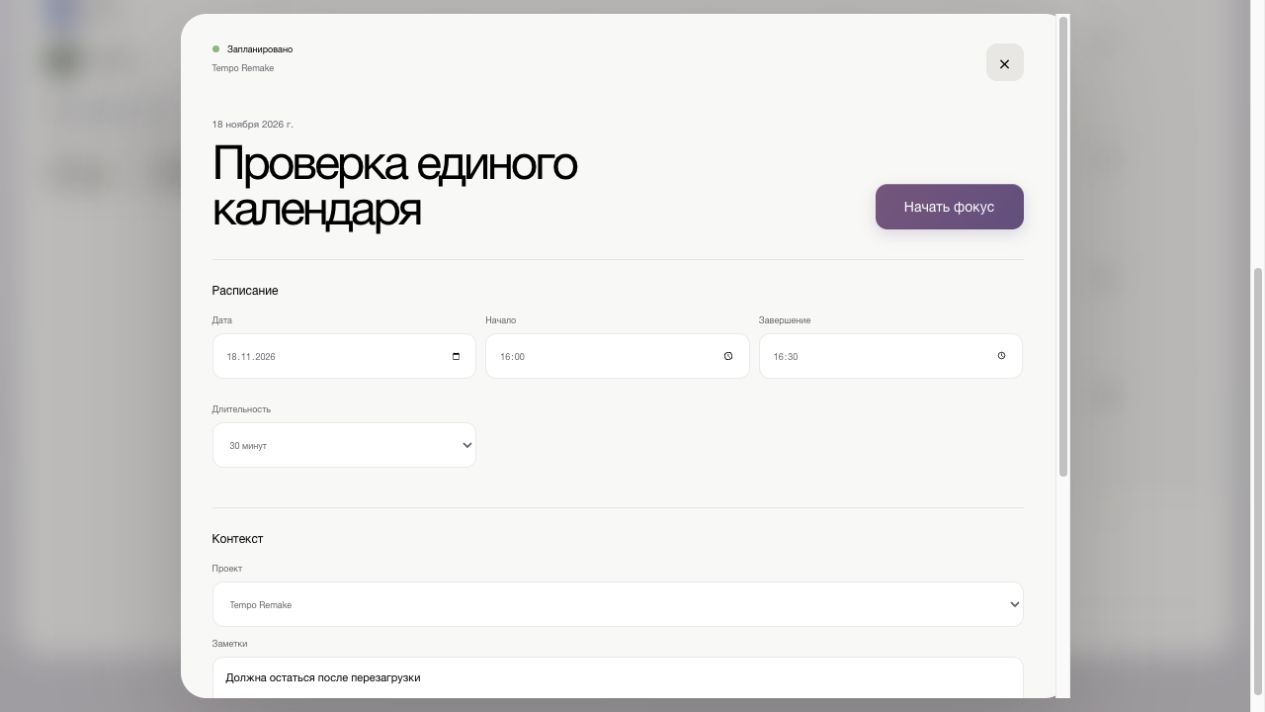 Запланировано
Tempo Remake
18 ноября 2026 г.
Проверка единого
календаря
Начать фокус
Расписание
Дата
Начало
Завершение
18.11.2026
16:00
16:30
Длительность
30 минут
Контекст
Проект
Tempo Remake
Заметки
Должна остаться после перезагрузки